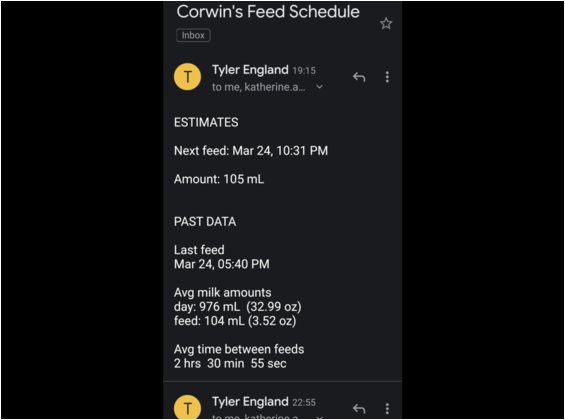 Corwin's Feed Schedule
Inbox
T
Tyler England 19:15
to me, katherine.a...
ESTIMATES
Next feed: Mar 24, 10:31 PM
Amount: 105 mL
PAST DATA
Last feed
Mar 24, 05:40 PM
Avg milk amounts
day: 976 mL (32.99 oz)
feed: 104 mL (3.52 oz)
Avg time between feeds
2 hrs 30 min 55 sec
T
Tyler England 22:55
to me, katherine.a...